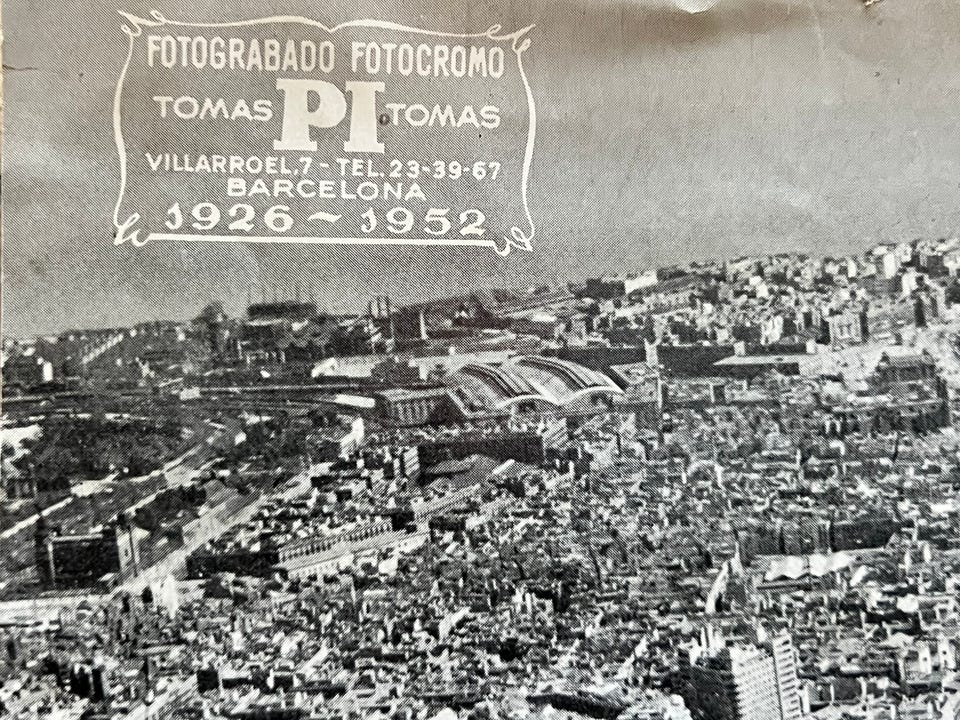 FOTOGRABADO FOTOCROMO
TOMAS PI TOMAS
VILLARROEL, 7 - TEL. 23-39-67
BARCELONA
1926 ~ 1952